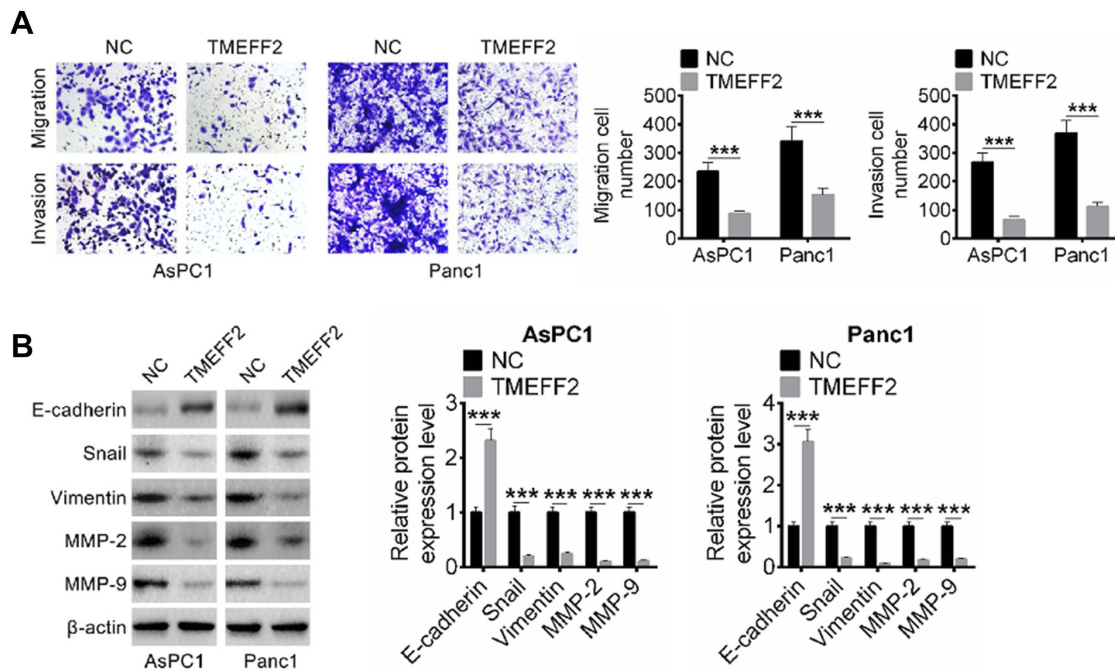 A
NC
TMEFF2
NC
TMEFF2
Migration
Invasion
AsPC1
Panc1
NC
TMEFF2
Migration cell
number
500
400
300
200
100
0
***
***
AsPC1
Panc1
NC
TMEFF2
Invasion cell
number
500
400
300
200
100
0
***
***
AsPC1
Panc1
B
NC
TMEFF2
NC
TMEFF2
E-cadherin
Snail
Vimentin
MMP-2
MMP-9
β-actin
AsPC1
Panc1
AsPC1
NC
TMEFF2
Relative protein
expression level
3
2
1
0
***
*** *** *** ***
E-cadherin
Snail
Vimentin
MMP-2
MMP-9
Panc1
NC
TMEFF2
Relative protein
expression level
4
3
2
1
0
***
*** *** *** ***
E-cadherin
Snail
Vimentin
MMP-2
MMP-9